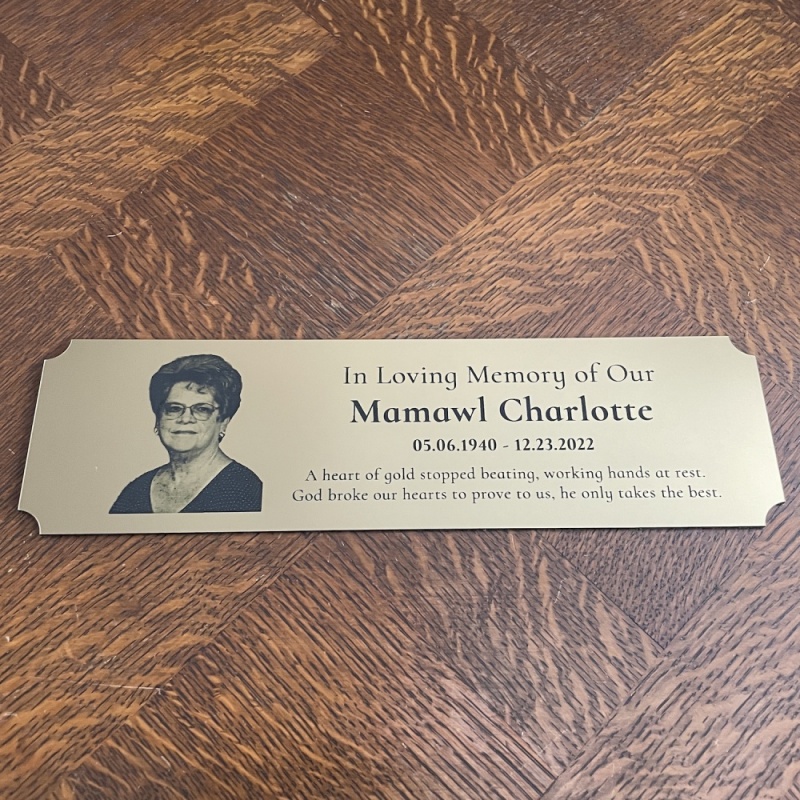 In Loving Memory of Our
Mamawl Charlotte
05.06.1940 - 12.23.2022
A heart of gold stopped beating, working hands at rest.
God broke our hearts to prove to us, he only takes the best.